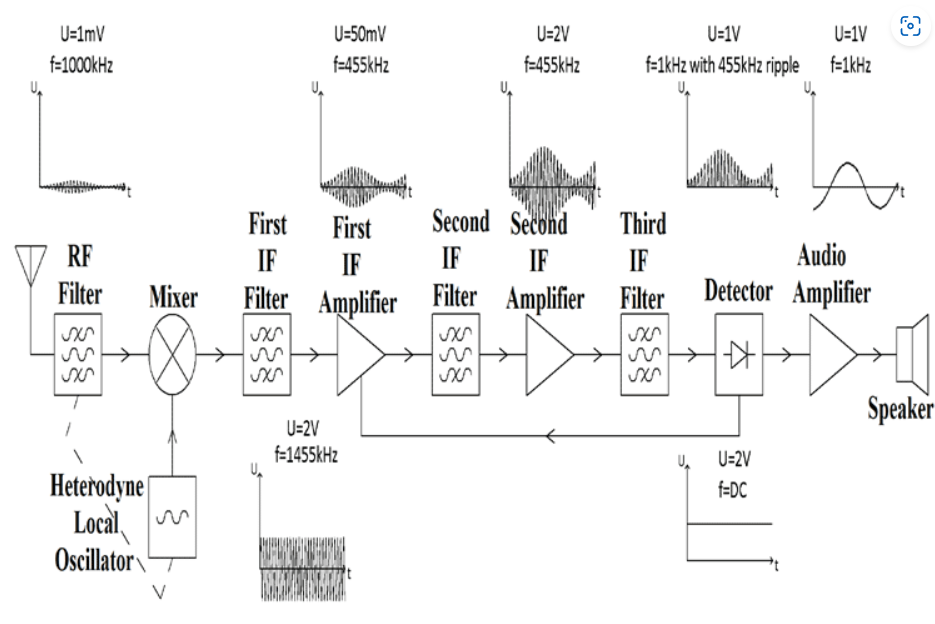 U=1mV
f=1000kHz
U
t
U=50mV
f=455kHz
U
t
U=2V
f=455kHz
U
t
U=1V
f=1kHz with 455kHz ripple
U
t
U=1V
f=1kHz
U
t
RF
Filter
Mixer
First
IF
Filter
First
IF
Amplifier
Second
IF
Filter
Second
IF
Amplifier
Third
IF
Filter
Detector
Audio
Amplifier
Speaker
Heterodyne
Local
Oscillator
U=2V
f=1455kHz
U
t
U=2V
f=DC
U
t